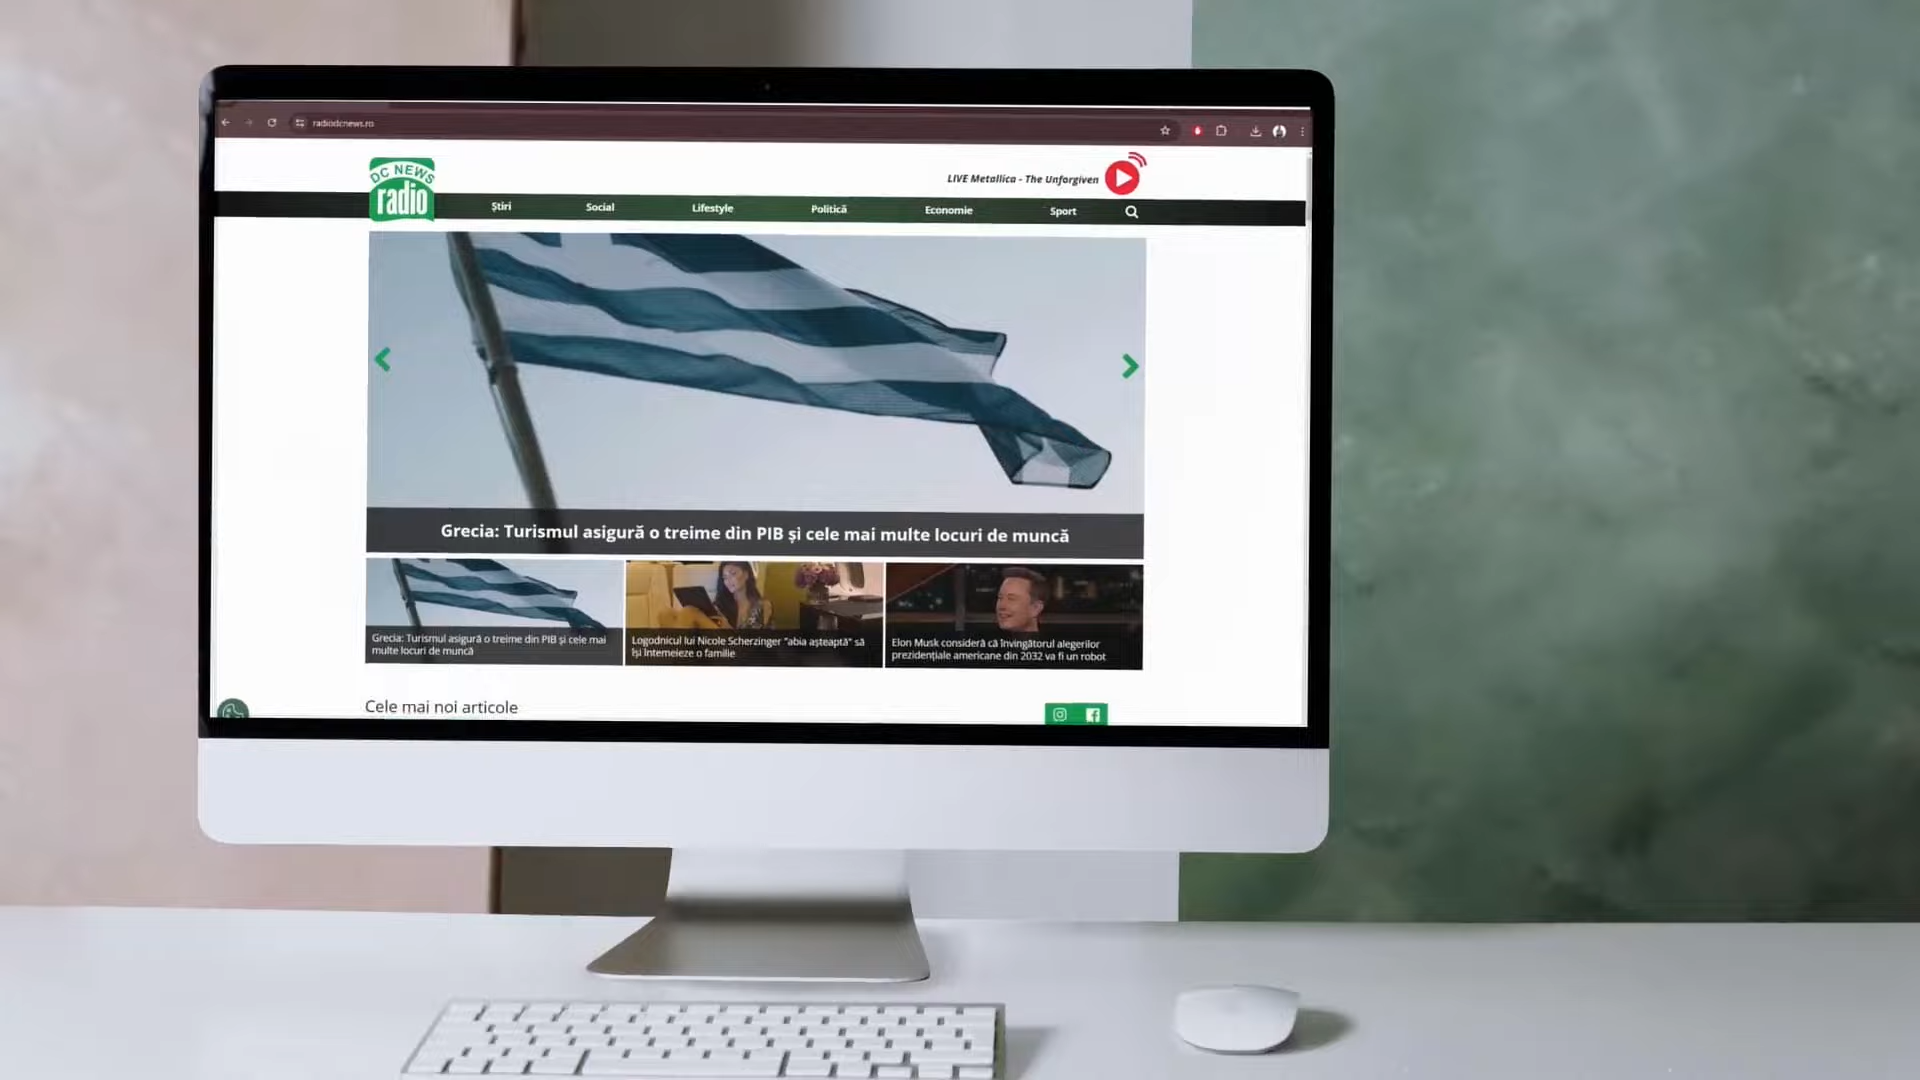 radiodcnews.ro
DC NEWS
radio
LIVE Metallica - The Unforgiven
Știri
Social
Lifestyle
Politică
Economie
Sport
Grecia: Turismul asigură o treime din PIB și cele mai multe locuri de muncă
Grecia: Turismul asigură o treime din PIB și cele mai
multe locuri de muncă
Logodnicul lui Nicole Scherzinger "abia așteaptă" să
își întemeieze o familie
Elon Musk consideră că învingătorul alegerilor
prezidențiale americane din 2032 va fi un robot
Cele mai noi articole